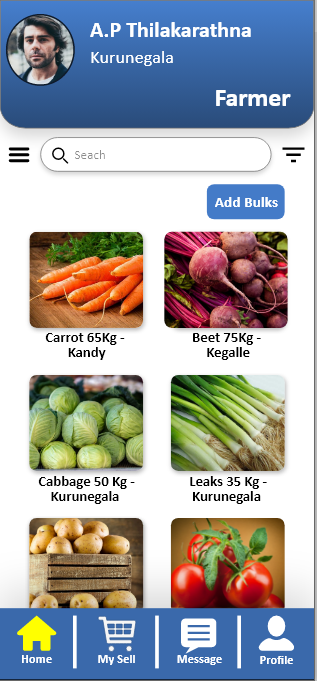 A.P Thilakarathna
Kurunegala
Farmer
Seach
Add Bulks
Carrot 65Kg -
Kandy
Beet 75Kg -
Kegalle
Cabbage 50 Kg -
Kurunegala
Leaks 35 Kg -
Kurunegala
Home
My Sell
Message
Profile